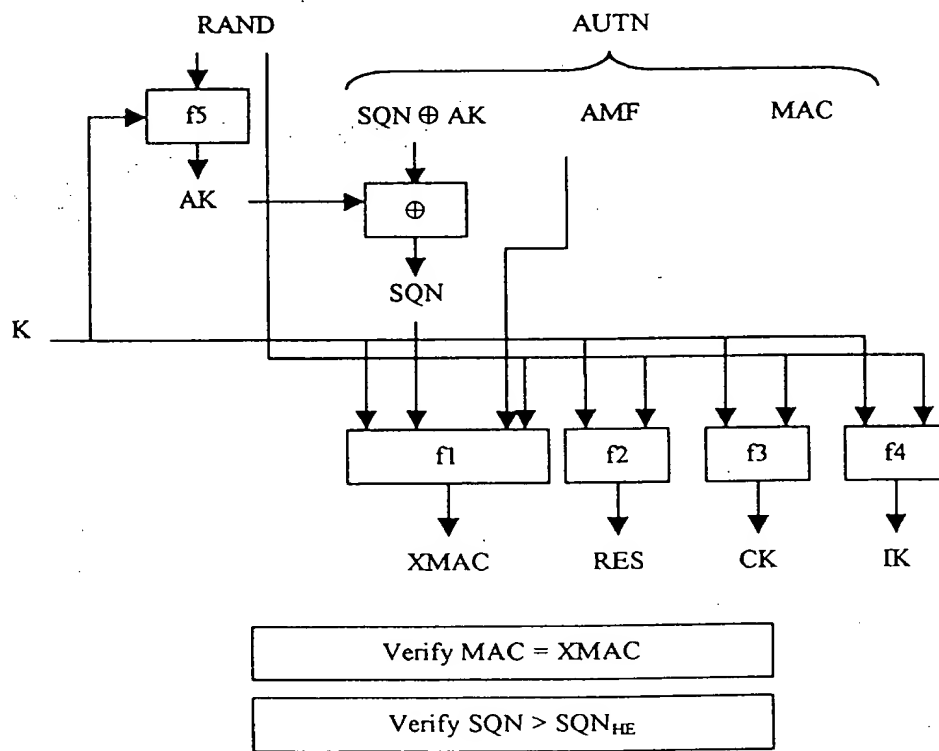 RAND AUTN
f5 SQN ⊕ AK AMF MAC
AK ⊕
SQN
K
f1 f2 f3 f4
XMAC RES CK IK
Verify MAC = XMAC
Verify SQN > SQN_HE